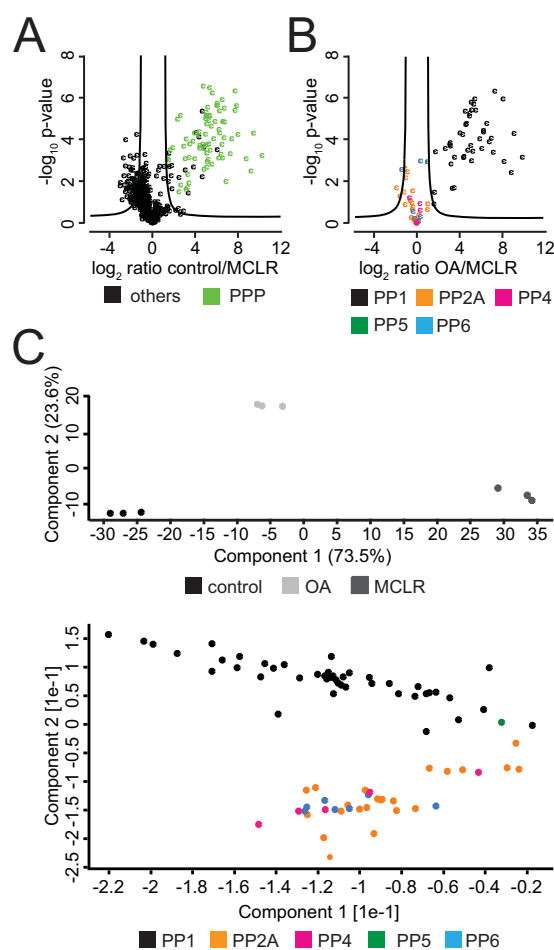 A
B
8
6
4
2
0
-log10 p-value
-4
0
4
8
12
log2 ratio control/MCLR
others
PPP
8
6
4
2
0
-log10 p-value
-4
0
4
8
12
log2 ratio OA/MCLR
PP1
PP2A
PP4
PP5
PP6
C
20
10
0
-10
Component 2 (23.6%)
-30 -25 -20 -15 -10 -5 0 5 10 15 20 25 30 35
Component 1 (73.5%)
control
OA
MCLR
1.5
1
0.5
0
-0.5
-1
-1.5
-2
-2.5
Component 2 [1e-1]
-2.2 -2 -1.8 -1.6 -1.4 -1.2 -1 -0.8 -0.6 -0.4 -0.2
Component 1 [1e-1]
PP1
PP2A
PP4
PP5
PP6